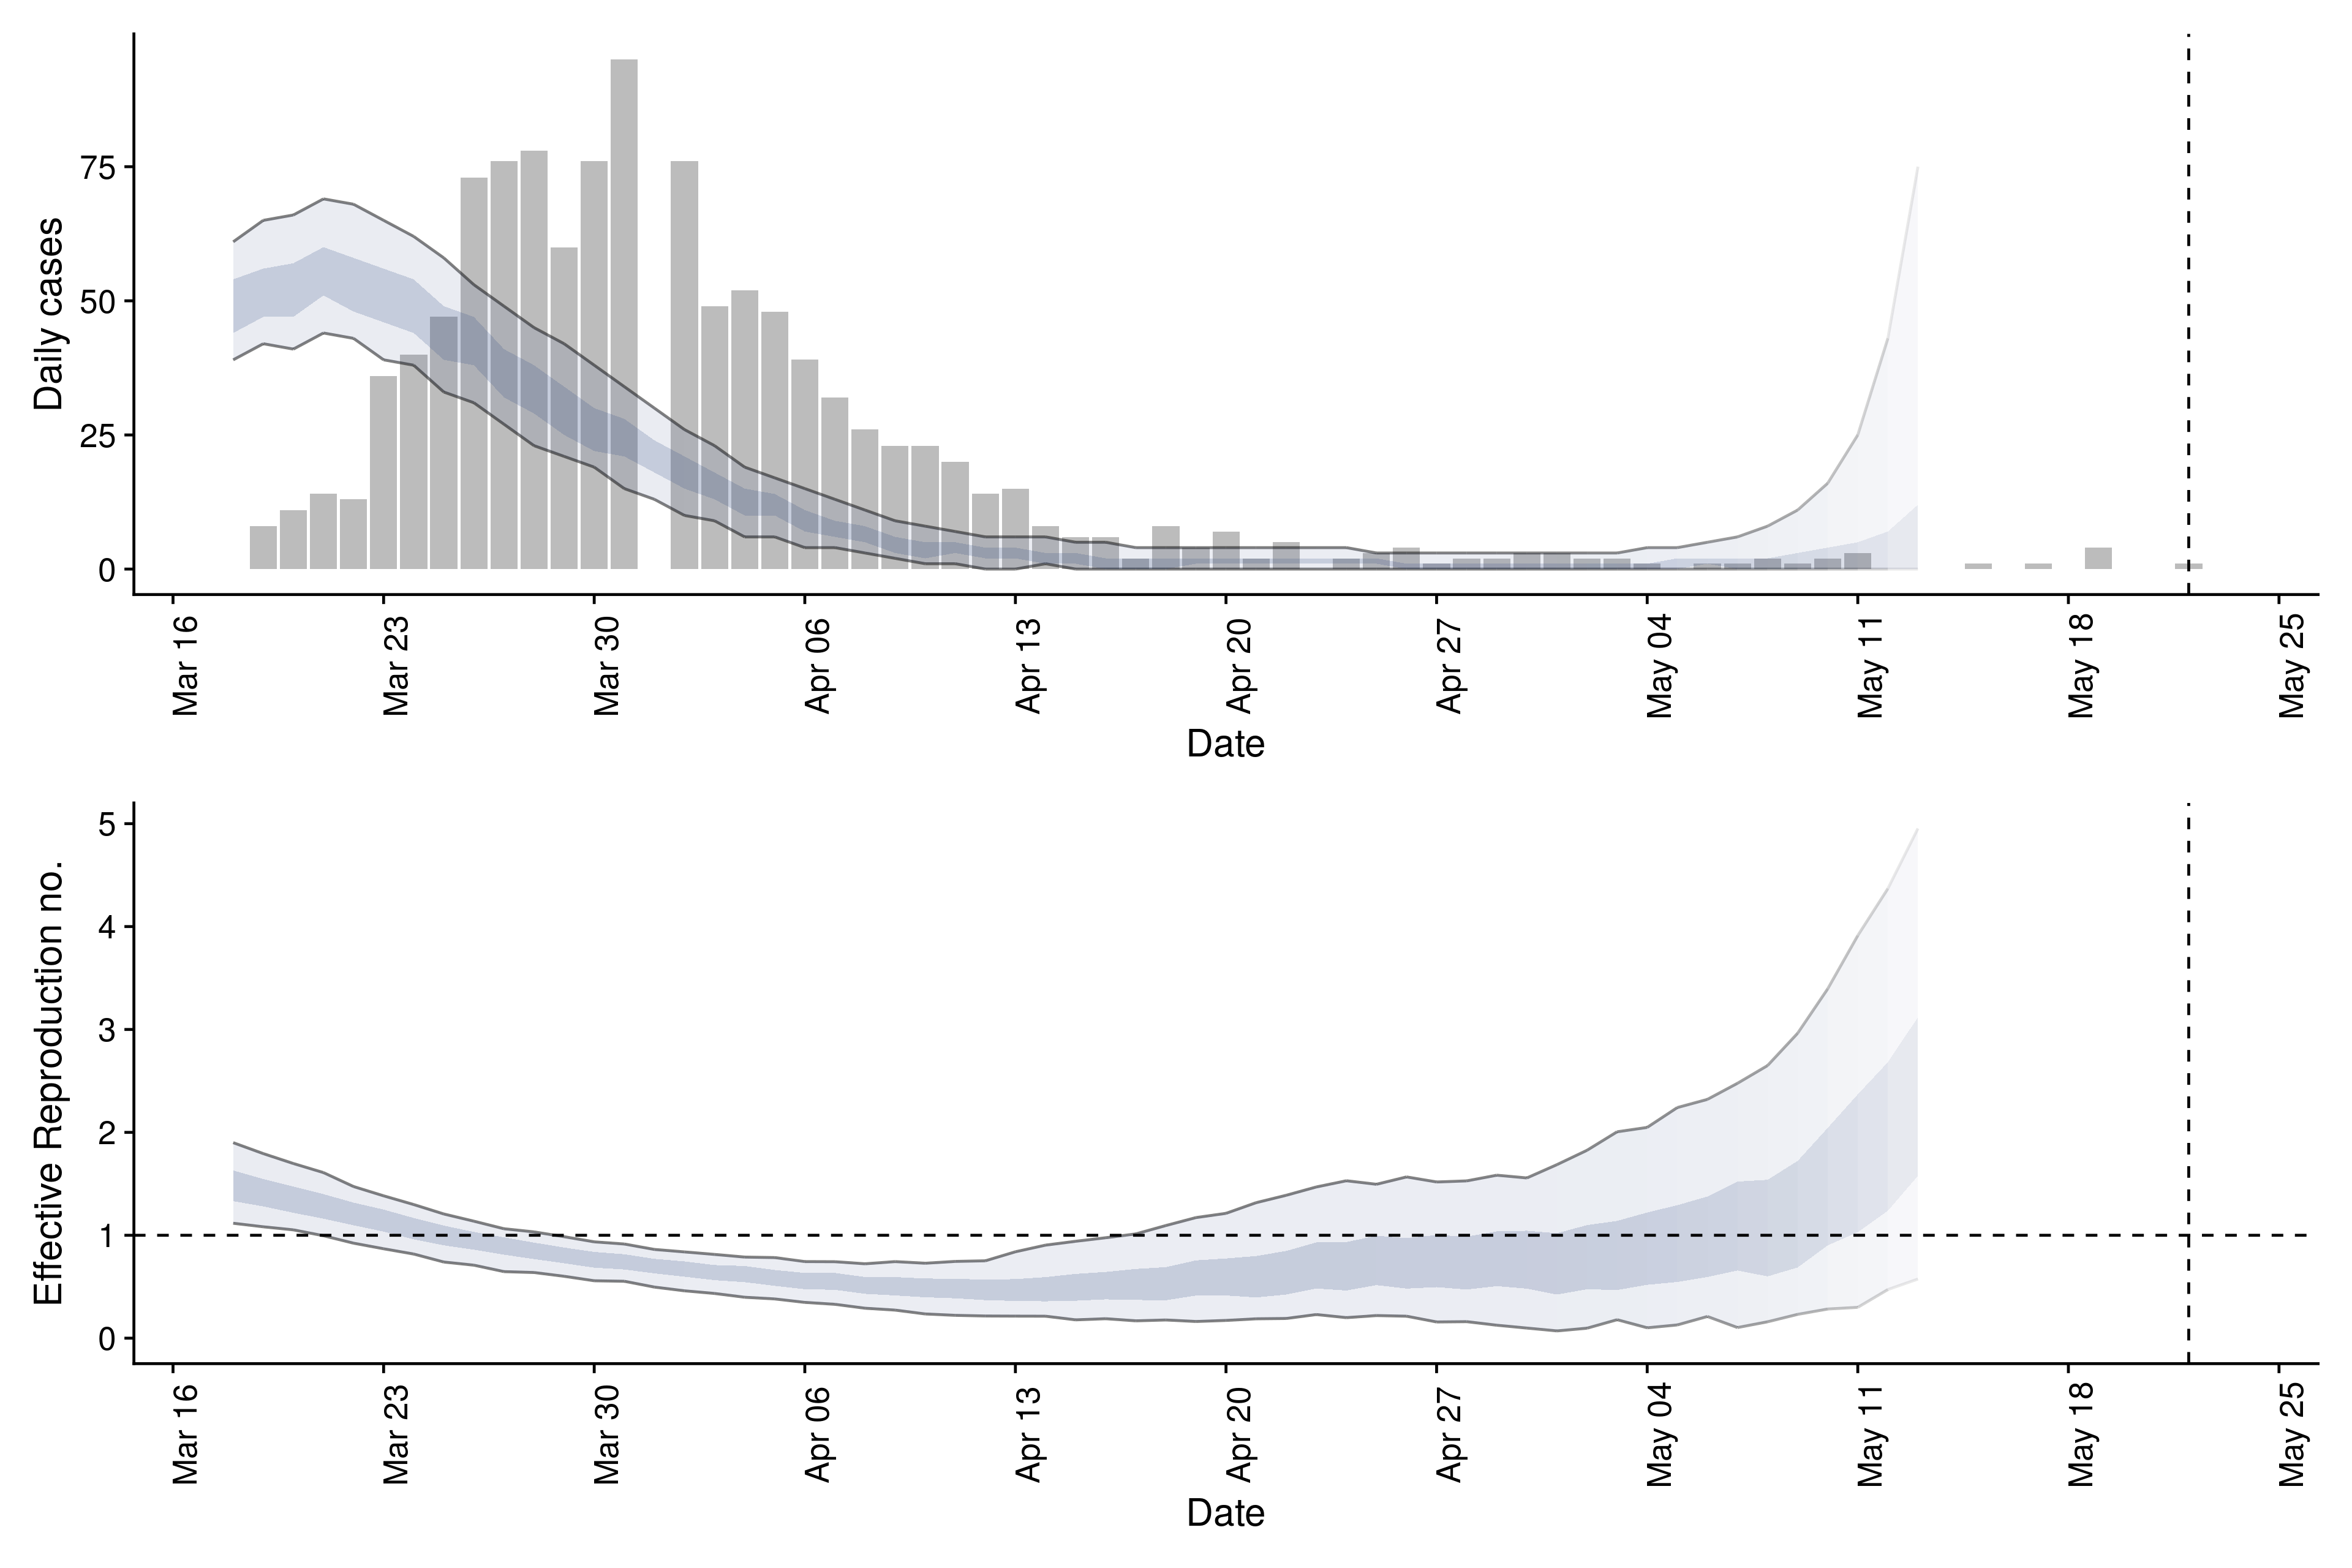 Daily cases
75
50
25
0
Mar 16
Mar 23
Mar 30
Apr 06
Apr 13
Apr 20
Apr 27
May 04
May 11
May 18
May 25
Date
Effective Reproduction no.
5
4
3
2
1
0
Mar 16
Mar 23
Mar 30
Apr 06
Apr 13
Apr 20
Apr 27
May 04
May 11
May 18
May 25
Date